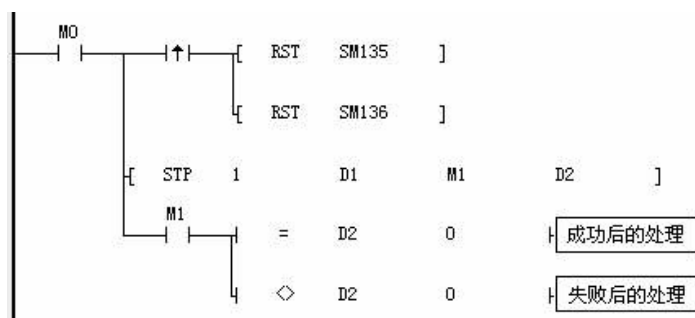 M0
[ RST SM135 ]
[ RST SM136 ]
[ STP 1 D1 M1 D2 ]
M1
= D2 0 成功后的处理
<> D2 0 失败后的处理